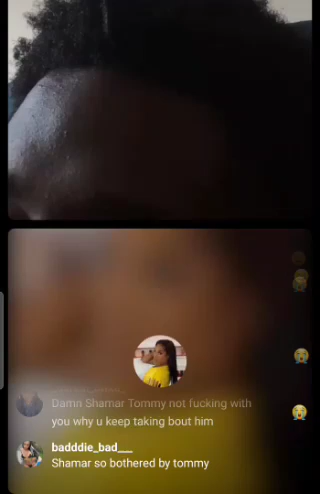 Damn Shamar Tommy not fucking with
you why u keep taking bout him
badddie_bad___
Shamar so bothered by tommy